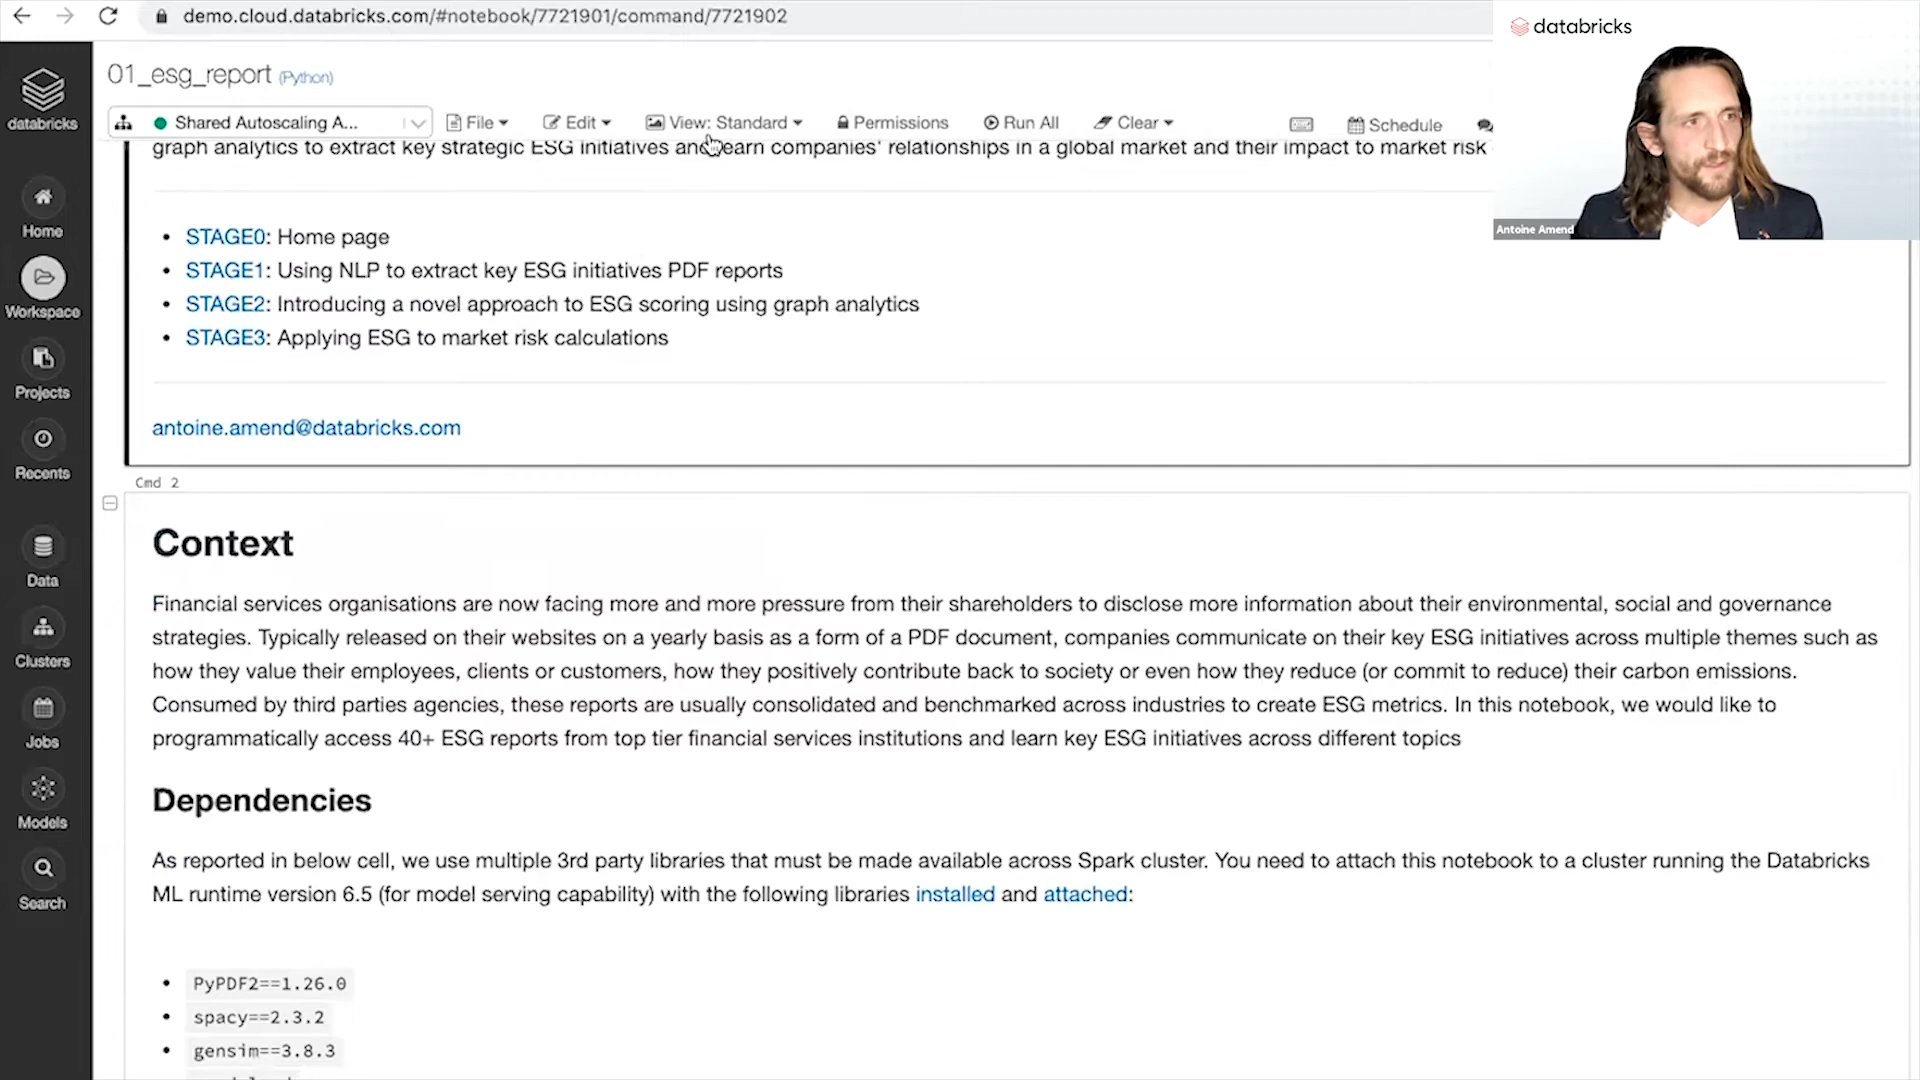 demo.cloud.databricks.com/#notebook/7721901/command/7721902
databricks
01_esg_report (Python)
databricks
Shared Autoscaling A...
File
Edit
View: Standard
Permissions
Run All
Clear
Schedule
graph analytics to extract key strategic ESG initiatives and learn companies' relationships in a global market and their impact to market risk
Antoine Amend
Home
Workspace
Projects
Recents
Data
Clusters
Jobs
Models
Search
• STAGE0: Home page
• STAGE1: Using NLP to extract key ESG initiatives PDF reports
• STAGE2: Introducing a novel approach to ESG scoring using graph analytics
• STAGE3: Applying ESG to market risk calculations
antoine.amend@databricks.com
Cmd 2
Context
Financial services organisations are now facing more and more pressure from their shareholders to disclose more information about their environmental, social and governance
strategies. Typically released on their websites on a yearly basis as a form of a PDF document, companies communicate on their key ESG initiatives across multiple themes such as
how they value their employees, clients or customers, how they positively contribute back to society or even how they reduce (or commit to reduce) their carbon emissions.
Consumed by third parties agencies, these reports are usually consolidated and benchmarked across industries to create ESG metrics. In this notebook, we would like to
programmatically access 40+ ESG reports from top tier financial services institutions and learn key ESG initiatives across different topics
Dependencies
As reported in below cell, we use multiple 3rd party libraries that must be made available across Spark cluster. You need to attach this notebook to a cluster running the Databricks
ML runtime version 6.5 (for model serving capability) with the following libraries installed and attached:
• PyPDF2==1.26.0
• spacy==2.3.2
• gensim==3.8.3